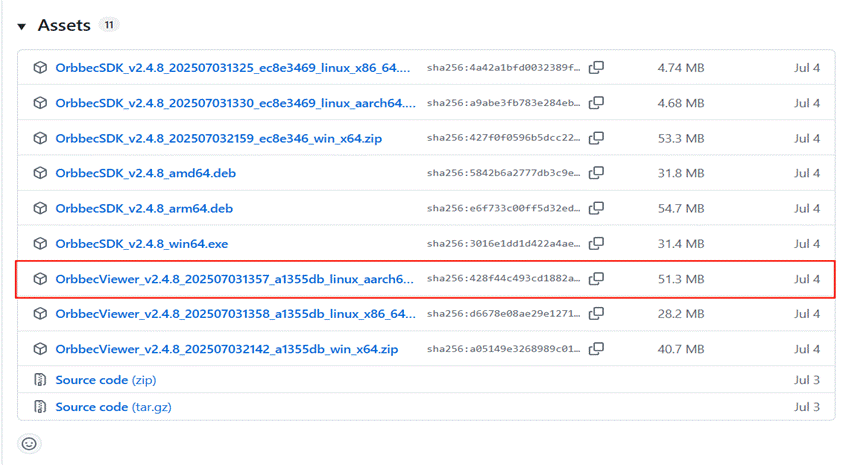 Assets 11
OrbbecSDK_v2.4.8_202507031325_ec8e3469_linux_x86_64.... sha256:4a42a1bfd0032389f... 4.74 MB Jul 4
OrbbecSDK_v2.4.8_202507031330_ec8e3469_linux_aarch64.... sha256:a9abe3fb783e284eb... 4.68 MB Jul 4
OrbbecSDK_v2.4.8_202507032159_ec8e346_win_x64.zip sha256:427f0f0596b5dcc22... 53.3 MB Jul 4
OrbbecSDK_v2.4.8_amd64.deb sha256:5842b6a2777db3c9e... 31.8 MB Jul 4
OrbbecSDK_v2.4.8_arm64.deb sha256:e6f733c00ff5d32ed... 54.7 MB Jul 4
OrbbecSDK_v2.4.8_win64.exe sha256:3016e1dd1d422a4ae... 31.4 MB Jul 4
OrbbecViewer_v2.4.8_202507031357_a1355db_linux_aarch6... sha256:428f44c493cd1882a... 51.3 MB Jul 4
OrbbecViewer_v2.4.8_202507031358_a1355db_linux_x86_64... sha256:d6678e08ae29e1271... 28.2 MB Jul 4
OrbbecViewer_v2.4.8_202507032142_a1355db_win_x64.zip sha256:a05149e3268989c01... 40.7 MB Jul 4
Source code (zip) Jul 3
Source code (tar.gz) Jul 3